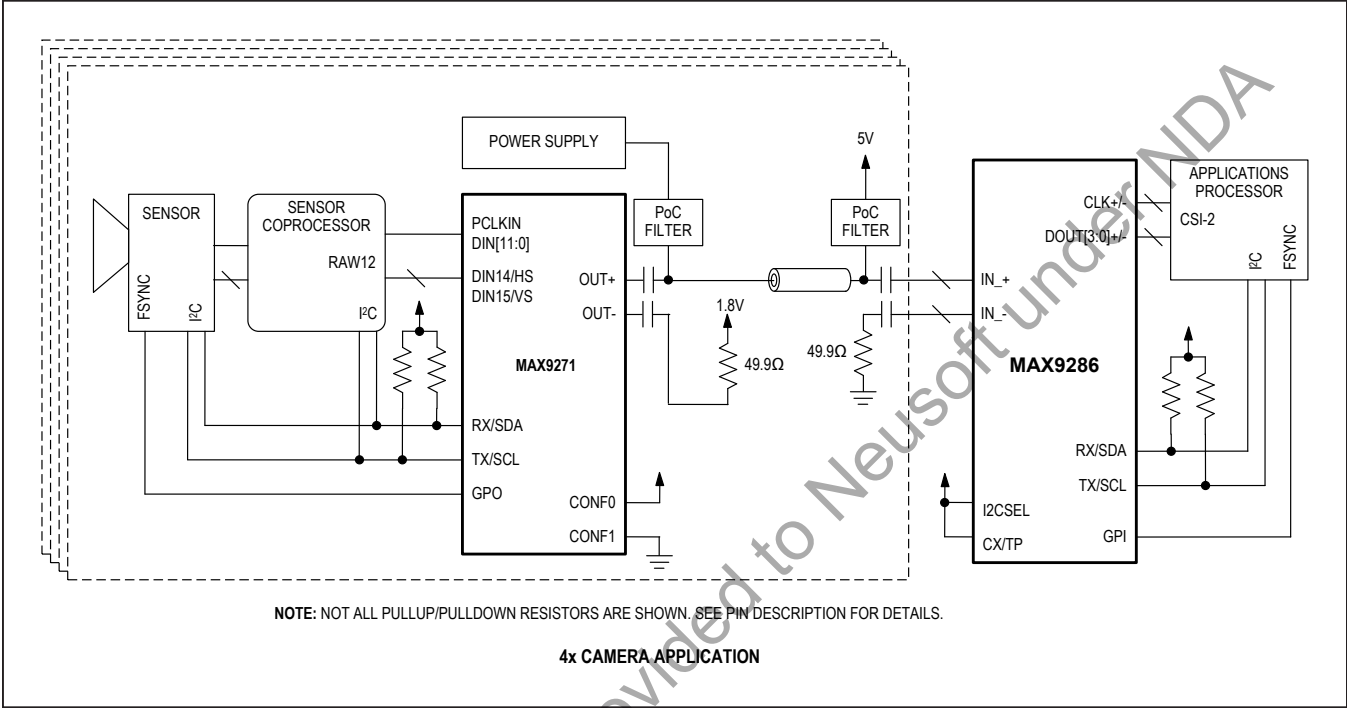 POWER SUPPLY
5V
SENSOR
FSYNC
I²C
SENSOR
COPROCESSOR
RAW12
I²C
PCLKIN
DIN[11:0]
DIN14/HS
DIN15/VS
OUT+
OUT-
MAX9271
RX/SDA
TX/SCL
GPO
CONF0
CONF1
PoC
FILTER
1.8V
49.9Ω
PoC
FILTER
49.9Ω
IN_+
IN_-
MAX9286
CLK+/-
DOUT[3:0]+/-
RX/SDA
TX/SCL
I2CSEL
CX/TP
GPI
APPLICATIONS
PROCESSOR
CSI-2
I²C
FSYNC
NOTE: NOT ALL PULLUP/PULLDOWN RESISTORS ARE SHOWN. SEE PIN DESCRIPTION FOR DETAILS.
4x CAMERA APPLICATION
ovided to Neusoft under NDA